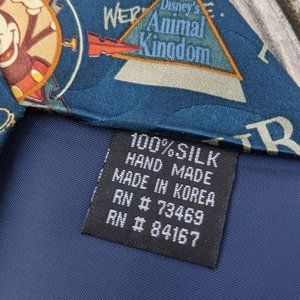 Disney's
Animal
Kingdom
100% SILK
HAND MADE
MADE IN KOREA
RN # 73469
RN # 84167